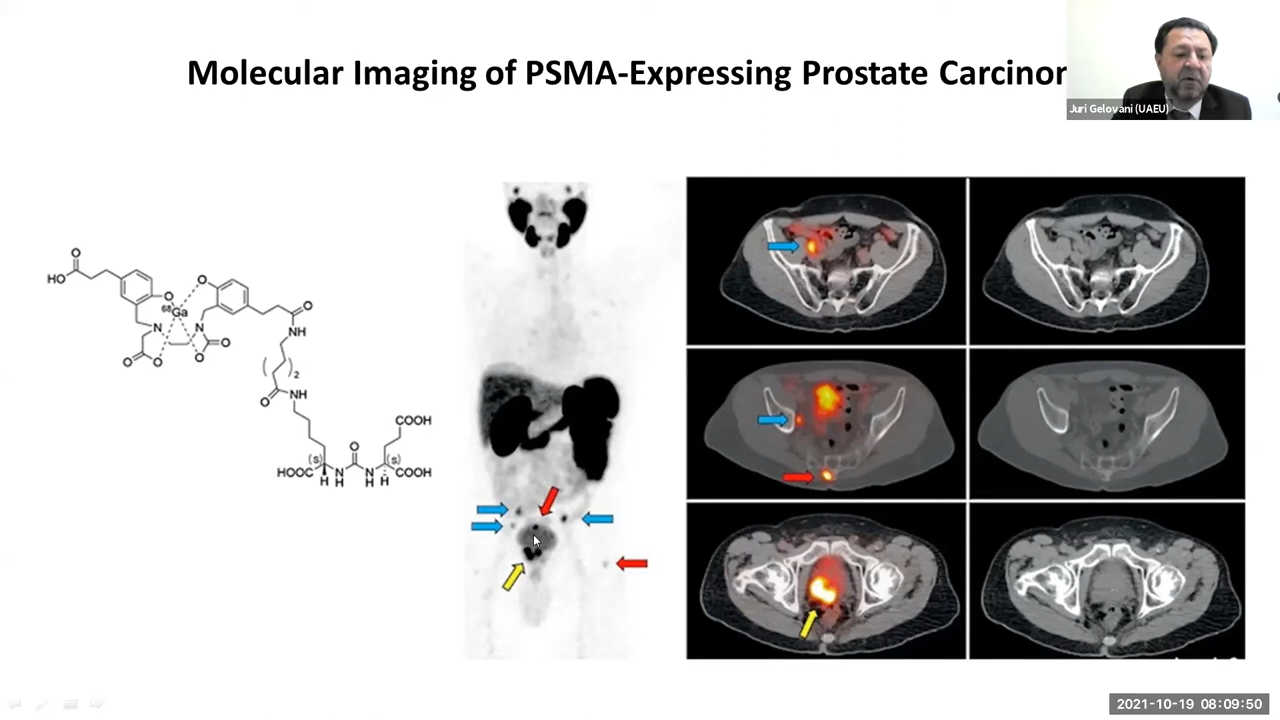 Molecular Imaging of PSMA-Expressing Prostate Carcinor
Juri Gelovani (UAEU)
O
HO
O
O
68Ga
O
N
N
NH
O
O
O
O
( )2
O
NH
COOH
(S)
O
(S)
HOOC
N
N
COOH
H
H
H
H
2021-10-19 08:09:50